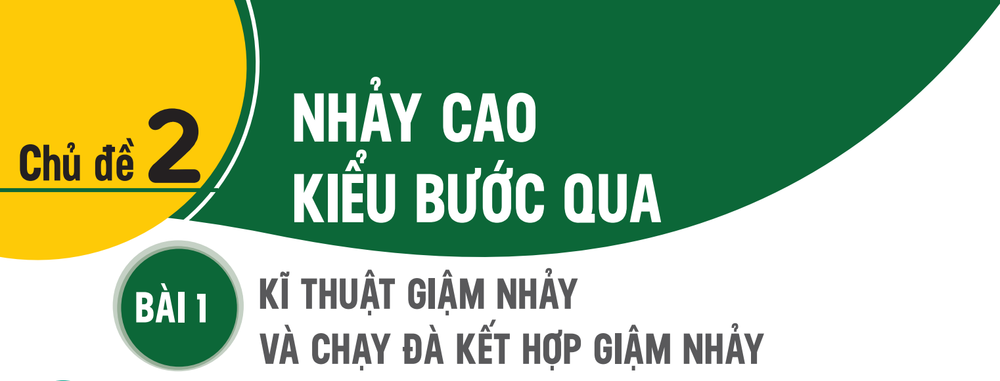 Chủ đề 2
NHẢY CAO
KIỂU BƯỚC QUA
BÀI 1
KĨ THUẬT GIẬM NHẢY
VÀ CHẠY ĐÀ KẾT HỢP GIẬM NHẢY